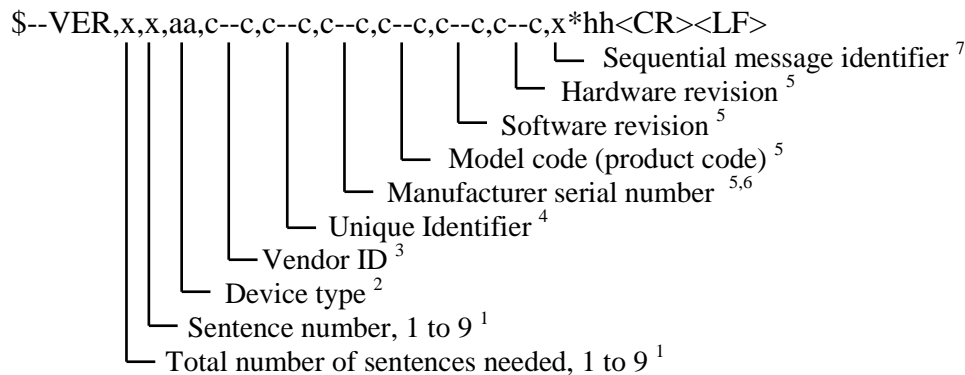 $--VER,x,x,aa,c--c,c--c,c--c,c--c,c--c,c--c,x*hh<CR><LF>
Sequential message identifier 7
Hardware revision 5
Software revision 5
Model code (product code) 5
Manufacturer serial number 5,6
Unique Identifier 4
Vendor ID 3
Device type 2
Sentence number, 1 to 9 1
Total number of sentences needed, 1 to 9 1